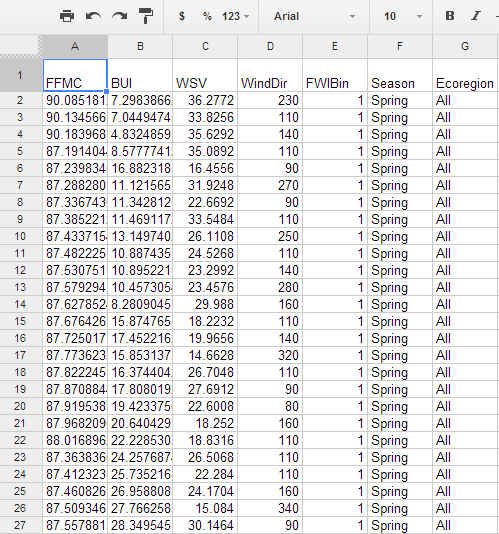 $ % 123 Arial 10 B I
A B C D E F G
1 FFMC BUI WSV WindDir FWIBin Season Ecoregion
2 90.085181 7.2983866 36.2772 230 1 Spring All
3 90.134566 7.0449474 33.8256 110 1 Spring All
4 90.183968 4.8324859 35.6292 140 1 Spring All
5 87.191404 8.5777741 35.0892 110 1 Spring All
6 87.239834 16.882318 16.4556 90 1 Spring All
7 87.288280 11.121565 31.9248 270 1 Spring All
8 87.336743 11.342812 22.6692 90 1 Spring All
9 87.385221 11.469117 33.5484 110 1 Spring All
10 87.433715 13.149740 26.1108 250 1 Spring All
11 87.482225 10.887435 24.5268 110 1 Spring All
12 87.530751 10.895221 23.2992 140 1 Spring All
13 87.579294 10.457305 23.4576 280 1 Spring All
14 87.627852 8.2809045 29.988 160 1 Spring All
15 87.676426 15.874765 18.2232 110 1 Spring All
16 87.725017 17.452216 19.9656 140 1 Spring All
17 87.773623 15.853137 14.6628 320 1 Spring All
18 87.822245 16.374404 26.7048 110 1 Spring All
19 87.870884 17.808019 27.6912 90 1 Spring All
20 87.919538 19.423375 22.6008 80 1 Spring All
21 87.968209 20.640429 18.252 160 1 Spring All
22 88.016896 22.228530 18.8316 110 1 Spring All
23 87.363836 24.257687 26.5068 110 1 Spring All
24 87.412323 25.735216 22.284 110 1 Spring All
25 87.460826 26.958808 24.1704 160 1 Spring All
26 87.509346 27.766258 15.084 340 1 Spring All
27 87.557881 28.349545 30.1464 90 1 Spring All